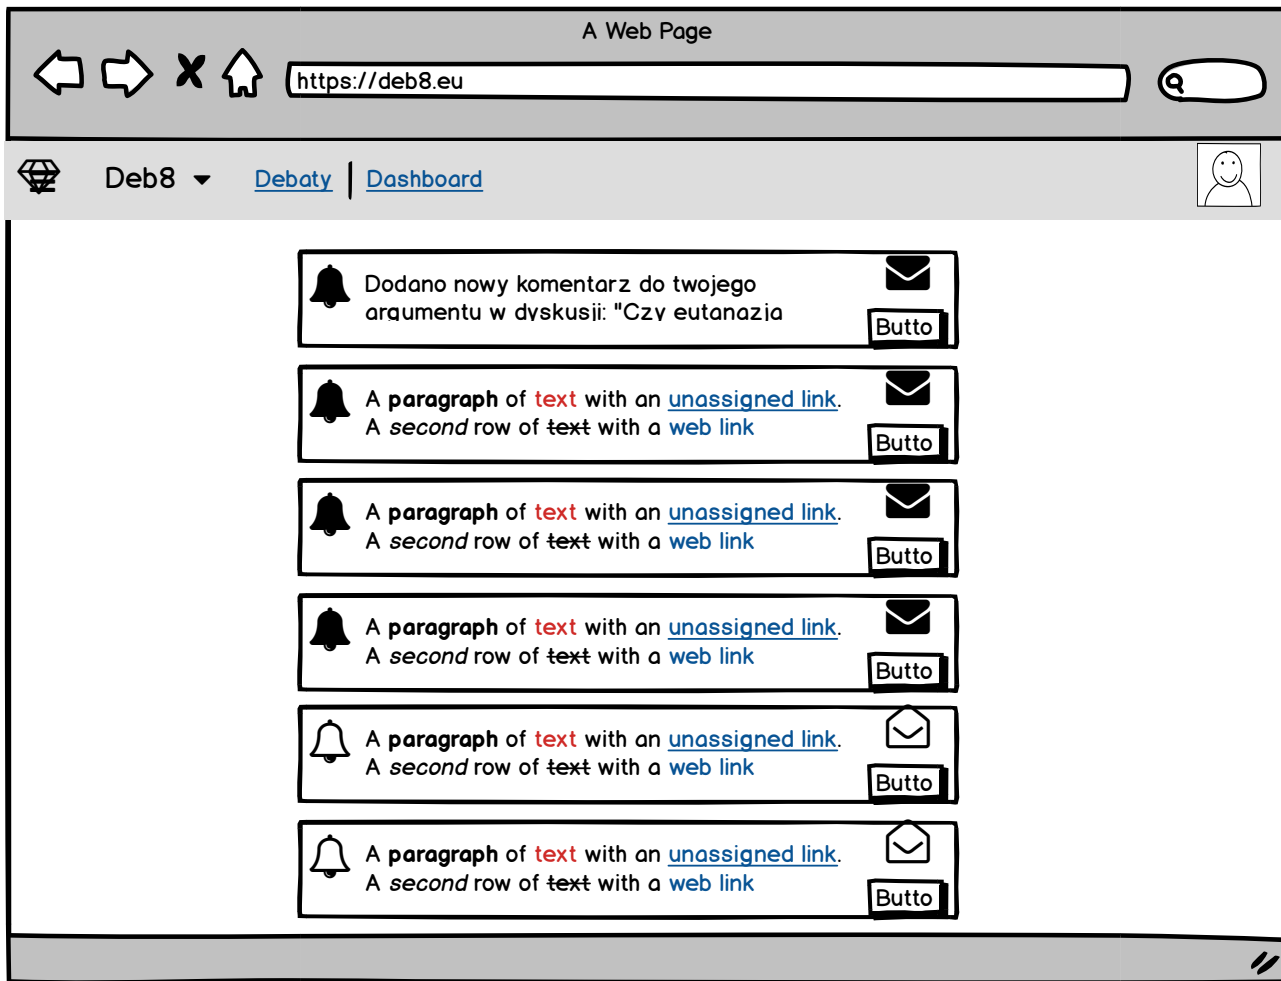 A Web Page
https://deb8.eu
Deb8
Debaty
Dashboard
Dodano nowy komentarz do twojego
argumentu w dyskusji: "Czy eutanazja
Butto
A paragraph of text with an unassigned link.
A second row of text with a web link
Butto
A paragraph of text with an unassigned link.
A second row of text with a web link
Butto
A paragraph of text with an unassigned link.
A second row of text with a web link
Butto
A paragraph of text with an unassigned link.
A second row of text with a web link
Butto
A paragraph of text with an unassigned link.
A second row of text with a web link
Butto